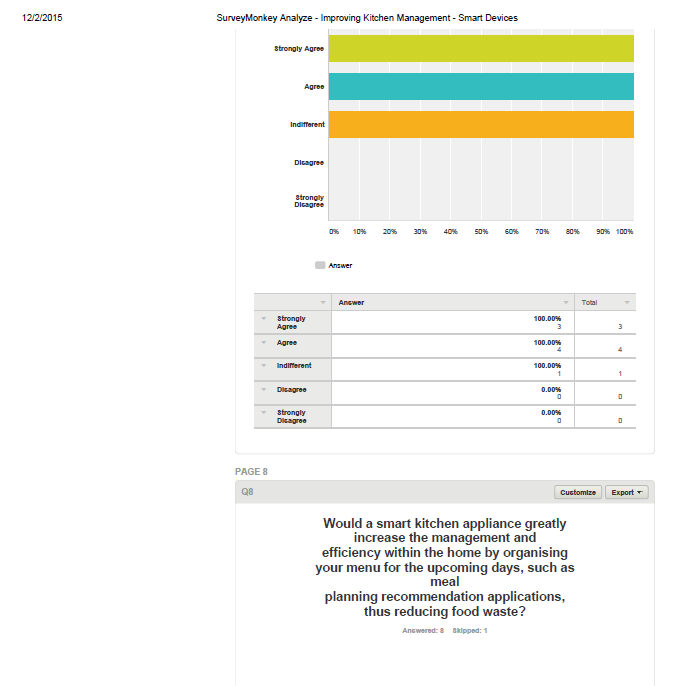 12/2/2015 SurveyMonkey Analyze - Improving Kitchen Management - Smart Devices
Strongly Agree
Agree
Indifferent
Disagree
Strongly
Disagree
0% 10% 20% 30% 40% 50% 60% 70% 80% 90% 100%
Answer
Answer Total
Strongly
Agree
100.00%
3
3
Agree
100.00%
4
4
Indifferent
100.00%
1
1
Disagree
0.00%
0
0
Strongly
Disagree
0.00%
0
0
PAGE 8
Q8 Customize Export
Would a smart kitchen appliance greatly
increase the management and
efficiency within the home by organising
your menu for the upcoming days, such as
meal
planning recommendation applications,
thus reducing food waste?
Answered: 8 Skipped: 1